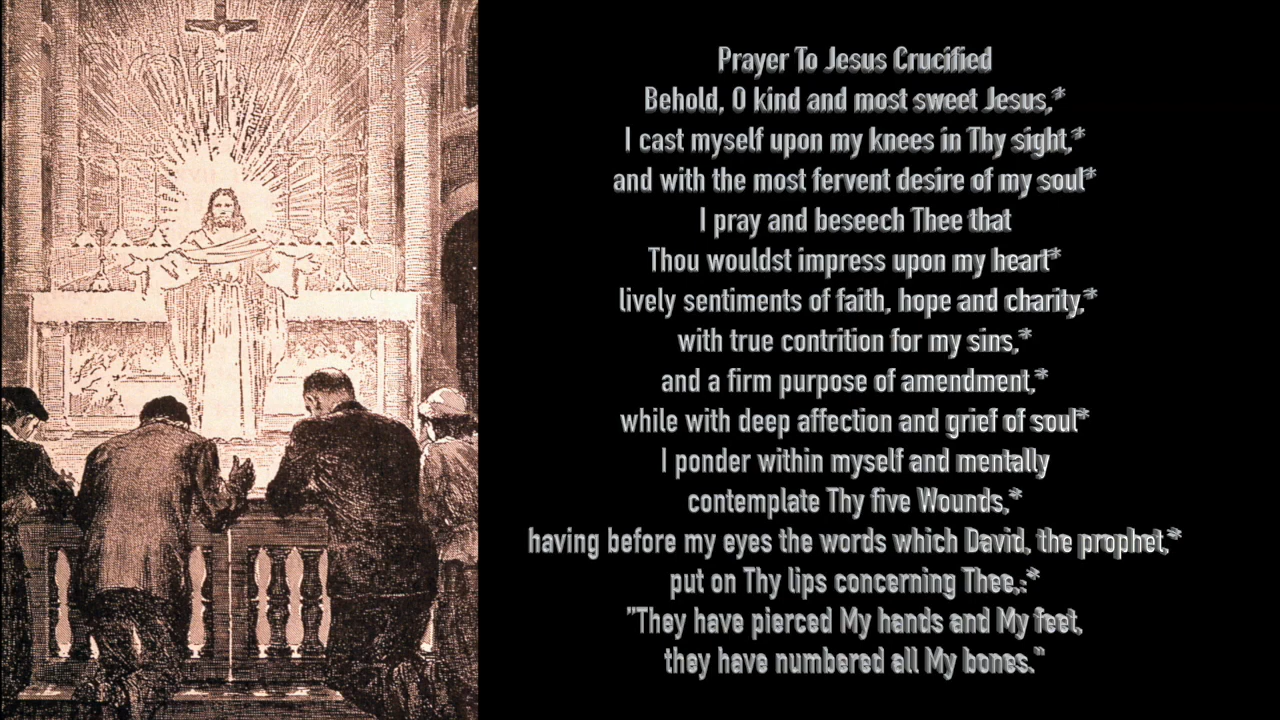 Prayer To Jesus Crucified
Behold, O kind and most sweet Jesus,*
I cast myself upon my knees in Thy sight,*
and with the most fervent desire of my soul*
I pray and beseech Thee that
Thou wouldst impress upon my heart*
lively sentiments of faith, hope and charity,*
with true contrition for my sins,*
and a firm purpose of amendment,*
while with deep affection and grief of soul*
I ponder within myself and mentally
contemplate Thy five Wounds,*
having before my eyes the words which David, the prophet,*
put on Thy lips concerning Thee,:*
"They have pierced My hands and My feet,
they have numbered all My bones."